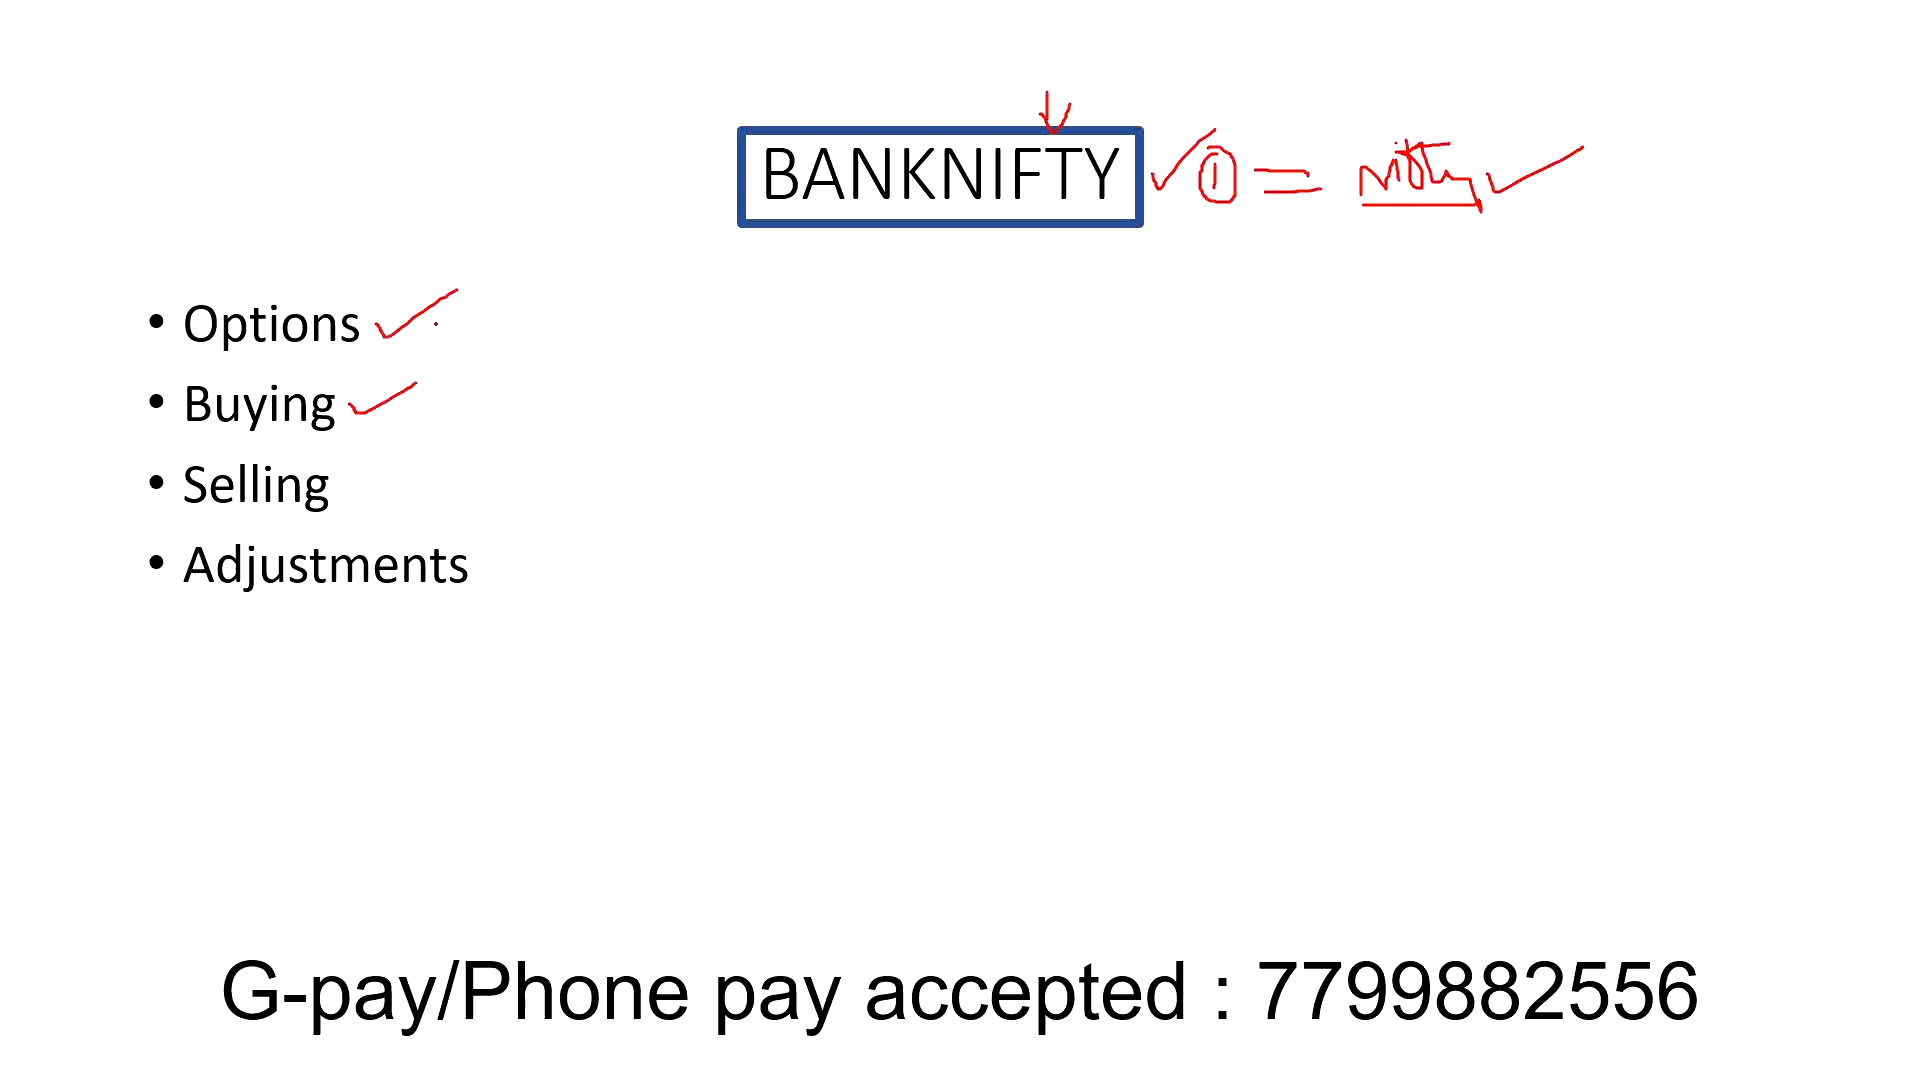 BANKNIFTY ✓ ① = nifty ✓
• Options ✓
• Buying ✓
• Selling
• Adjustments
G-pay/Phone pay accepted : 7799882556